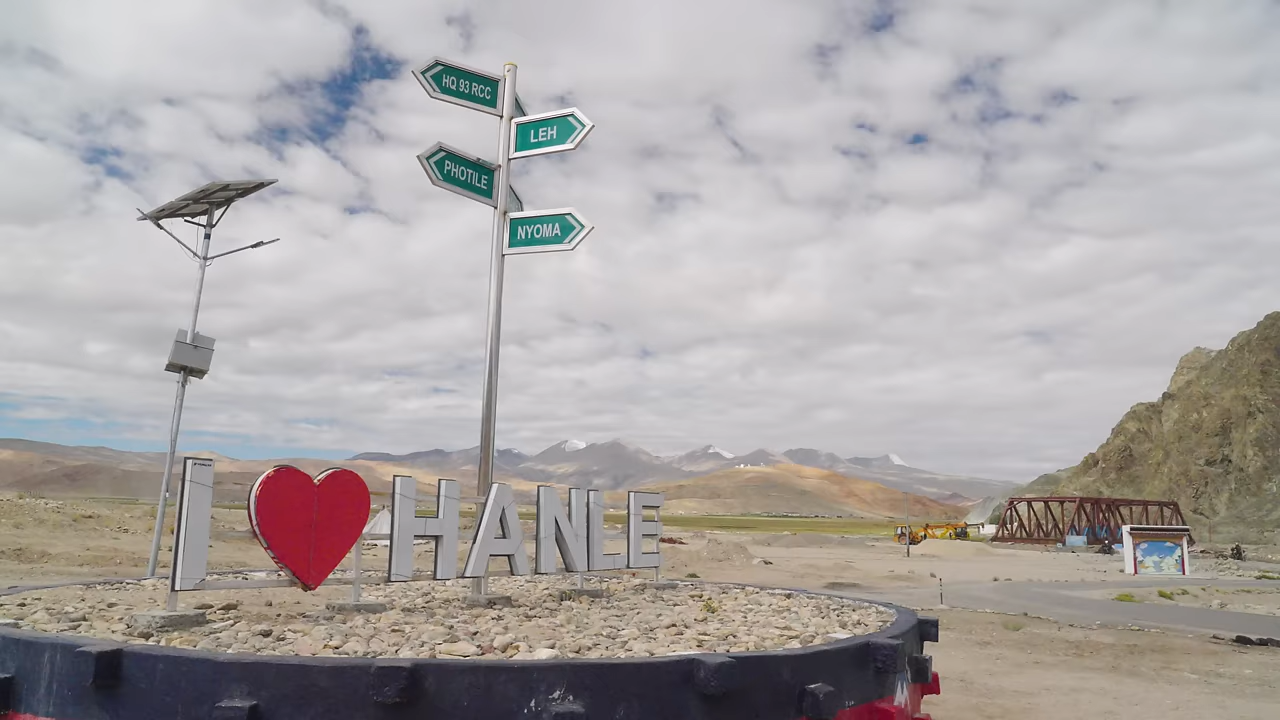 HQ 93 RCC
LEH
PHOTILE
NYOMA
I ❤ HANLE